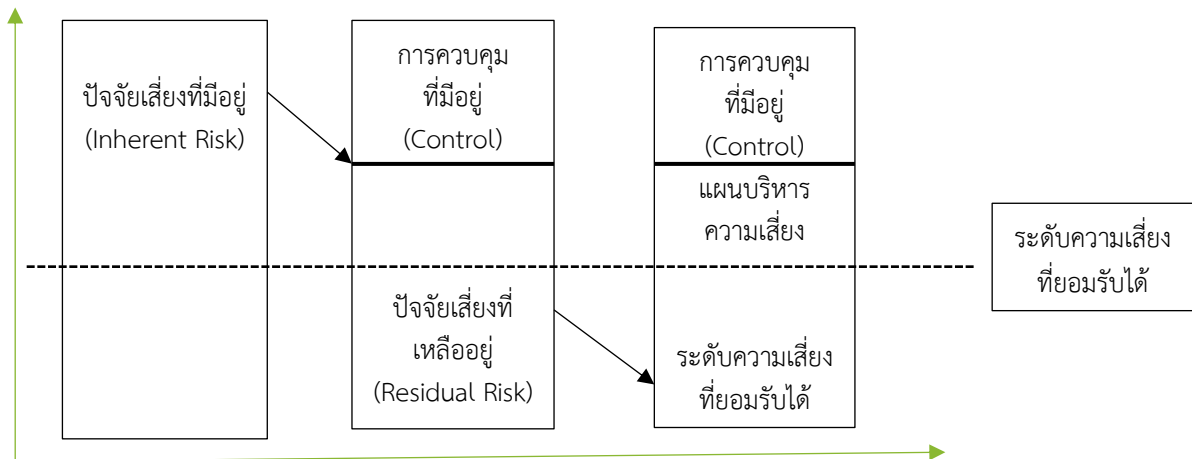 ปัจจัยเสี่ยงที่มีอยู่
(Inherent Risk)
การควบคุม
ที่มีอยู่
(Control)
ปัจจัยเสี่ยงที่
เหลืออยู่
(Residual Risk)
การควบคุม
ที่มีอยู่
(Control)
แผนบริหาร
ความเสี่ยง
ระดับความเสี่ยง
ที่ยอมรับได้
ระดับความเสี่ยง
ที่ยอมรับได้